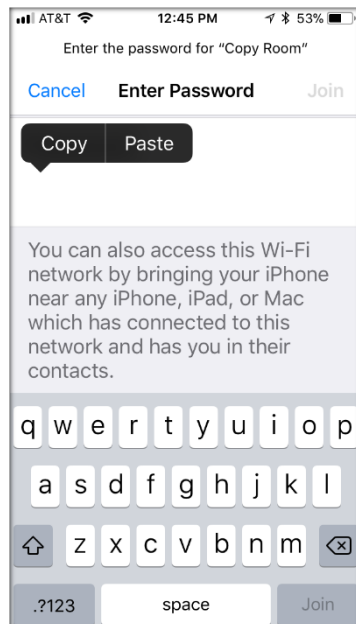 AT&T 12:45 PM 53%
Enter the password for "Copy Room"
Cancel Enter Password Join
Copy Paste
You can also access this Wi-Fi
network by bringing your iPhone
near any iPhone, iPad, or Mac
which has connected to this
network and has you in their
contacts.
q w e r t y u i o p
a s d f g h j k l
z x c v b n m
.?123 space Join